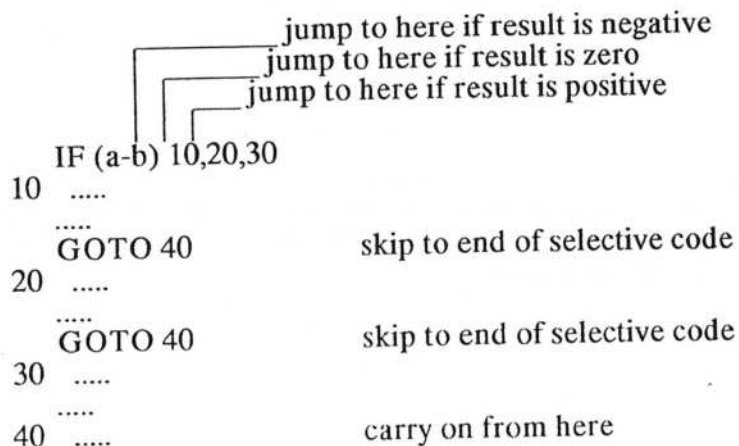 jump to here if result is negative
jump to here if result is zero
jump to here if result is positive
IF (a-b) 10,20,30
10 .....
.....
GOTO 40 skip to end of selective code
20 .....
.....
GOTO 40 skip to end of selective code
30 .....
.....
40 ..... carry on from here